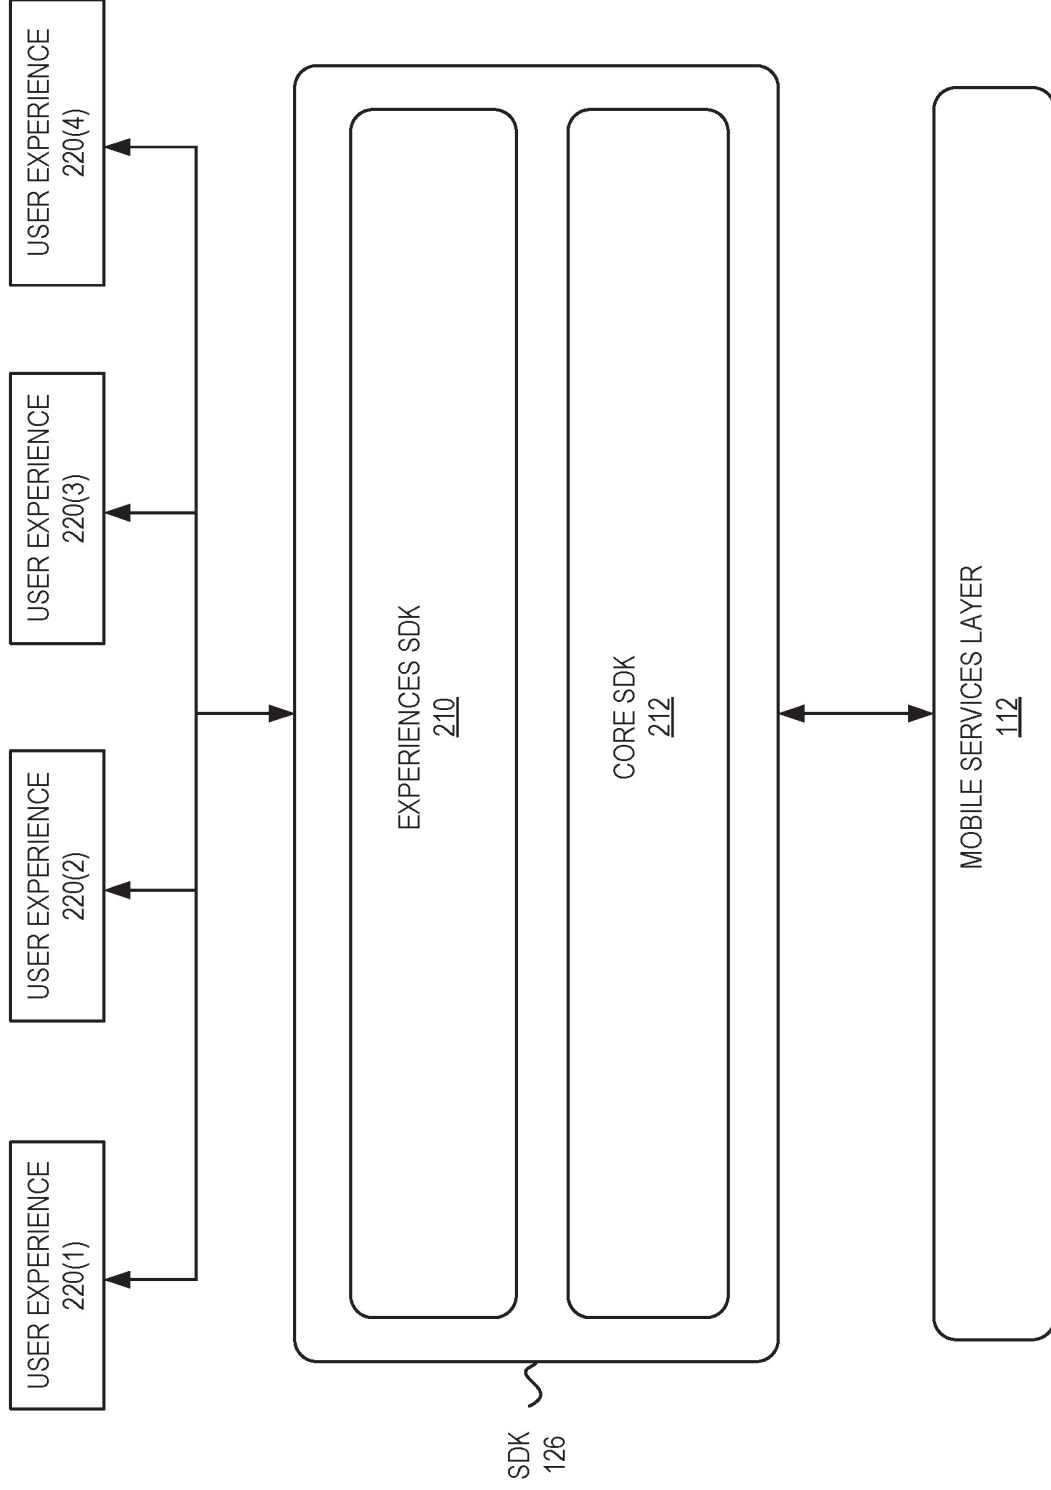 USER EXPERIENCE
220(1)
USER EXPERIENCE
220(2)
USER EXPERIENCE
220(3)
USER EXPERIENCE
220(4)
SDK
126
EXPERIENCES SDK
210
CORE SDK
212
MOBILE SERVICES LAYER
112